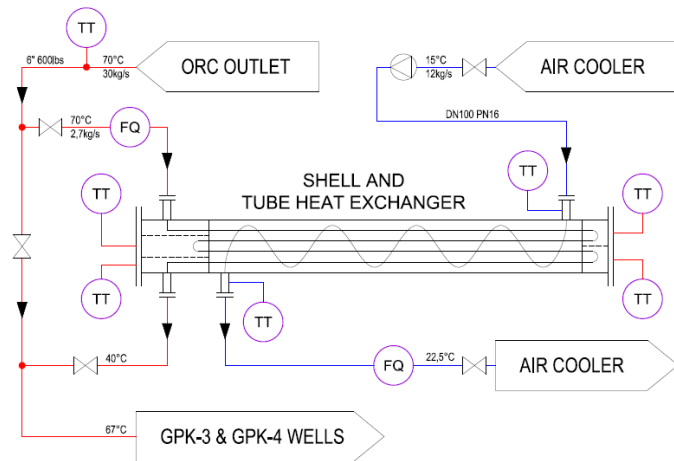 TT
6" 600lbs
70°C
30kg/s
ORC OUTLET
15°C
12kg/s
AIR COOLER
70°C
2,7kg/s
FQ
DN100 PN16
SHELL AND
TUBE HEAT EXCHANGER
TT
TT
TT
TT
TT
TT
40°C
FQ
22,5°C
AIR COOLER
67°C
GPK-3 & GPK-4 WELLS